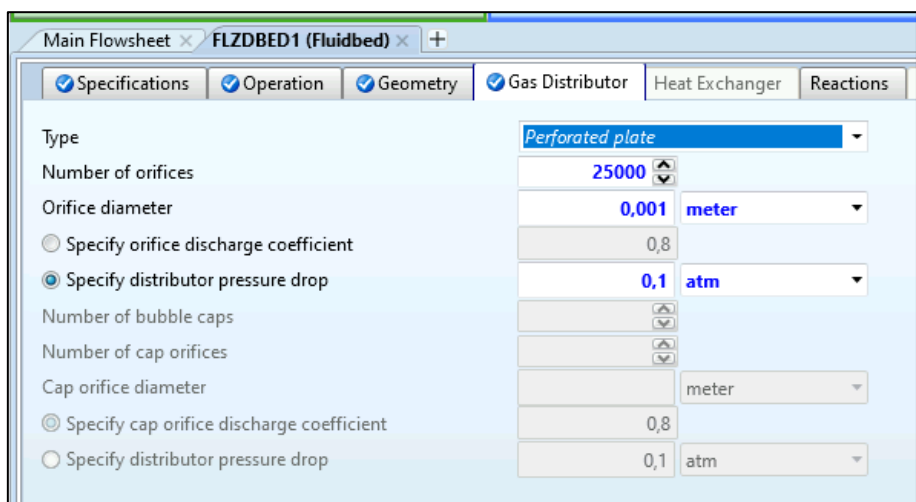 Main Flowsheet × FLZDBED1 (Fluidbed) × +
Specifications Operation Geometry Gas Distributor Heat Exchanger Reactions
Type Perforated plate
Number of orifices 25000
Orifice diameter 0,001 meter
Specify orifice discharge coefficient 0,8
Specify distributor pressure drop 0,1 atm
Number of bubble caps
Number of cap orifices
Cap orifice diameter meter
Specify cap orifice discharge coefficient 0,8
Specify distributor pressure drop 0,1 atm